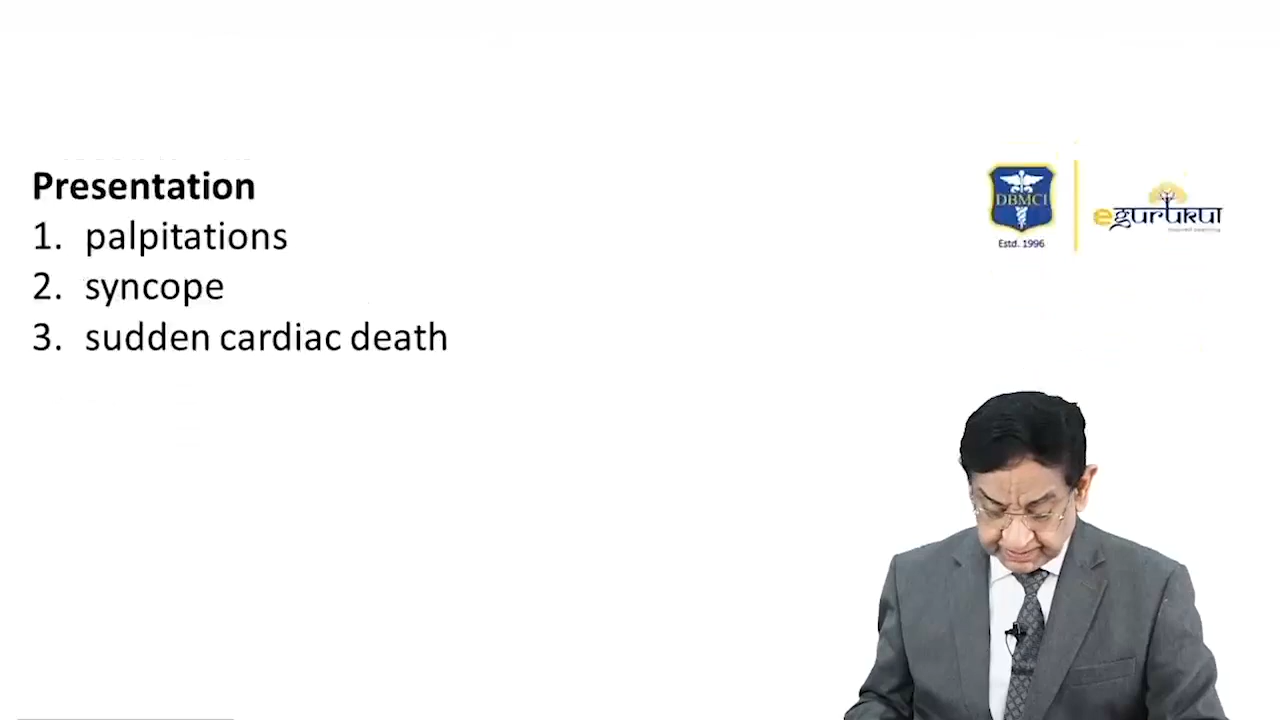 Presentation
1. palpitations
2. syncope
3. sudden cardiac death
DBMCI
Estd. 1996
egurukul